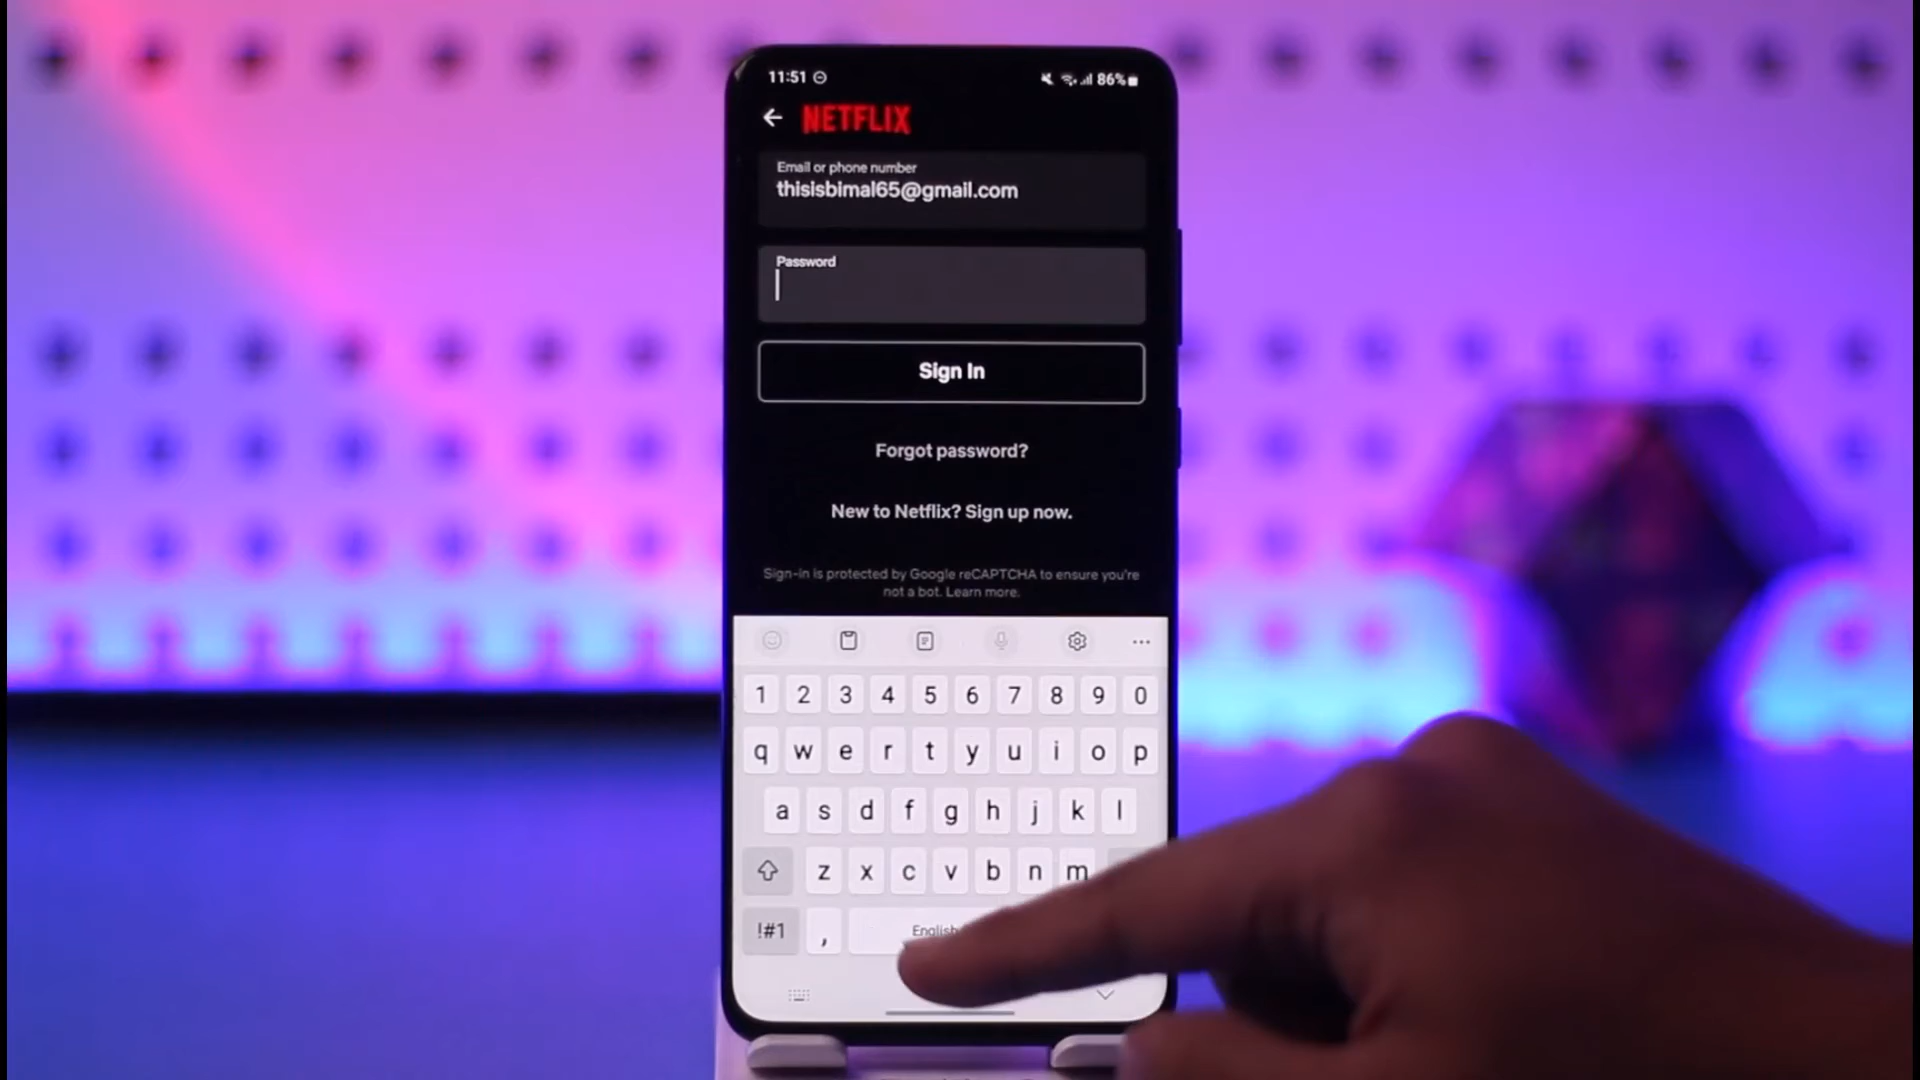 11:51
86%
NETFLIX
Email or phone number
thisisbimal65@gmail.com
Password
Sign In
Forgot password?
New to Netflix? Sign up now.
Sign-in is protected by Google reCAPTCHA to ensure you're
not a bot. Learn more.
1 2 3 4 5 6 7 8 9 0
q w e r t y u i o p
a s d f g h j k l
z x c v b n m
!#1 , English